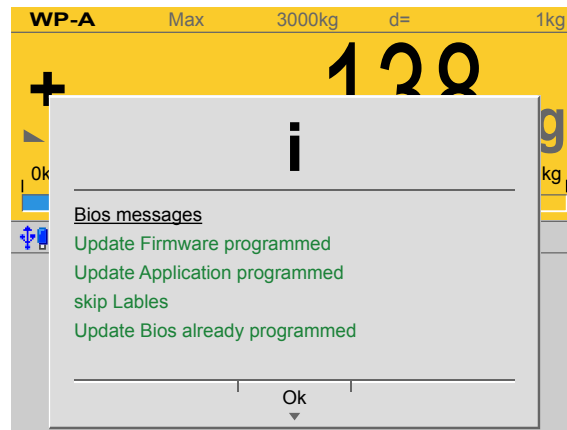 WP-A Max 3000kg d= 1kg
+ 138
g
0k kg
i
Bios messages
Update Firmware programmed
Update Application programmed
skip Lables
Update Bios already programmed
Ok